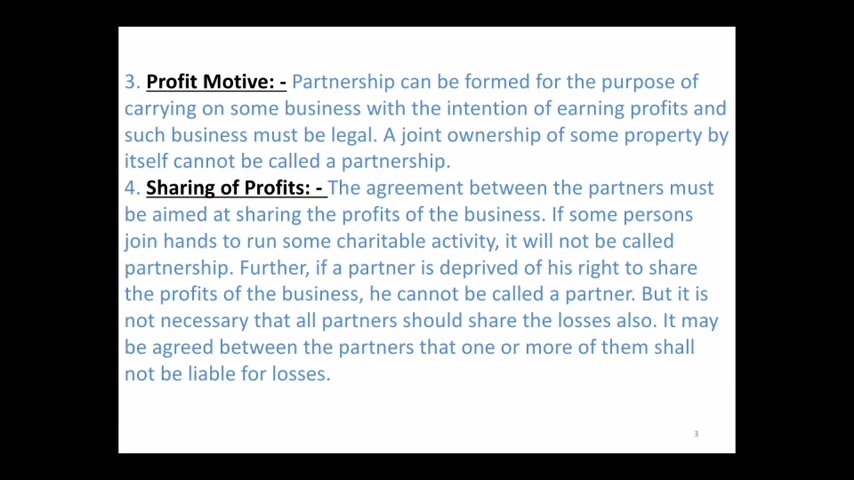 3. Profit Motive: - Partnership can be formed for the purpose of
carrying on some business with the intention of earning profits and
such business must be legal. A joint ownership of some property by
itself cannot be called a partnership.
4. Sharing of Profits: - The agreement between the partners must
be aimed at sharing the profits of the business. If some persons
join hands to run some charitable activity, it will not be called
partnership. Further, if a partner is deprived of his right to share
the profits of the business, he cannot be called a partner. But it is
not necessary that all partners should share the losses also. It may
be agreed between the partners that one or more of them shall
not be liable for losses.
3